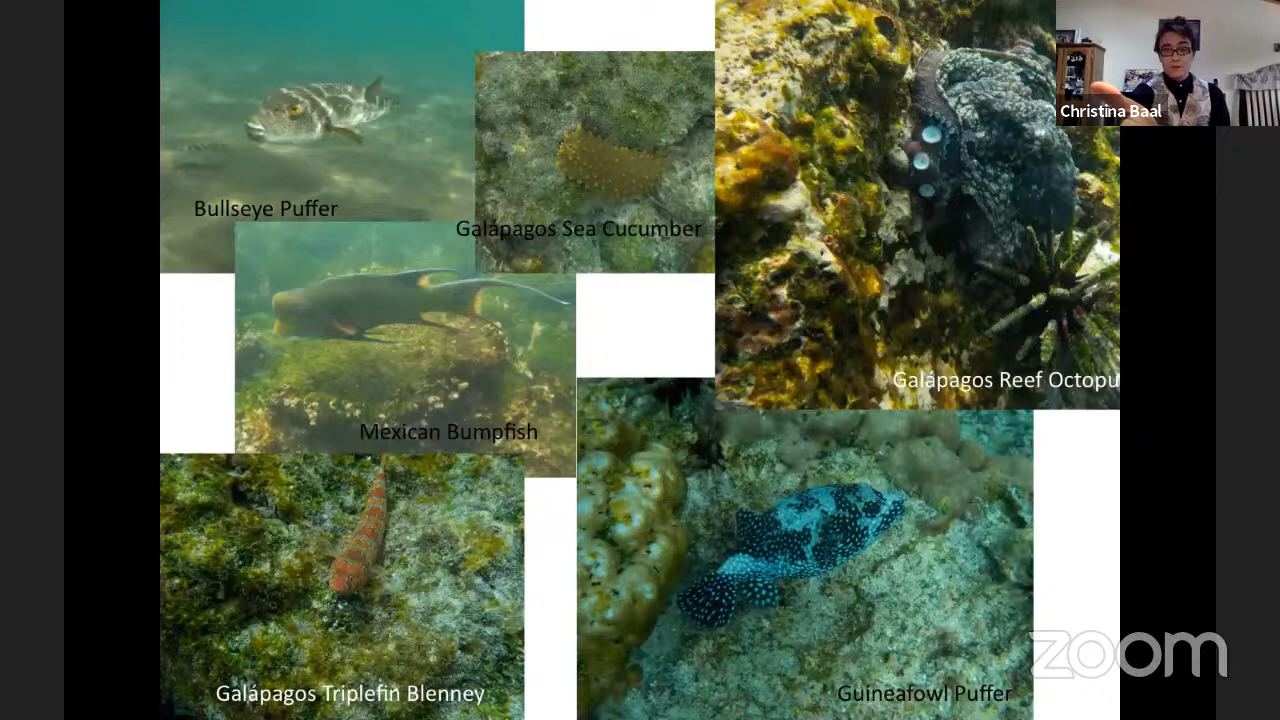 Christina Baal
Bullseye Puffer
Galápagos Sea Cucumber
Galápagos Reef Octopu
Mexican Bumpfish
Galápagos Triplefin Blenney
Guineafowl Puffer
zoom